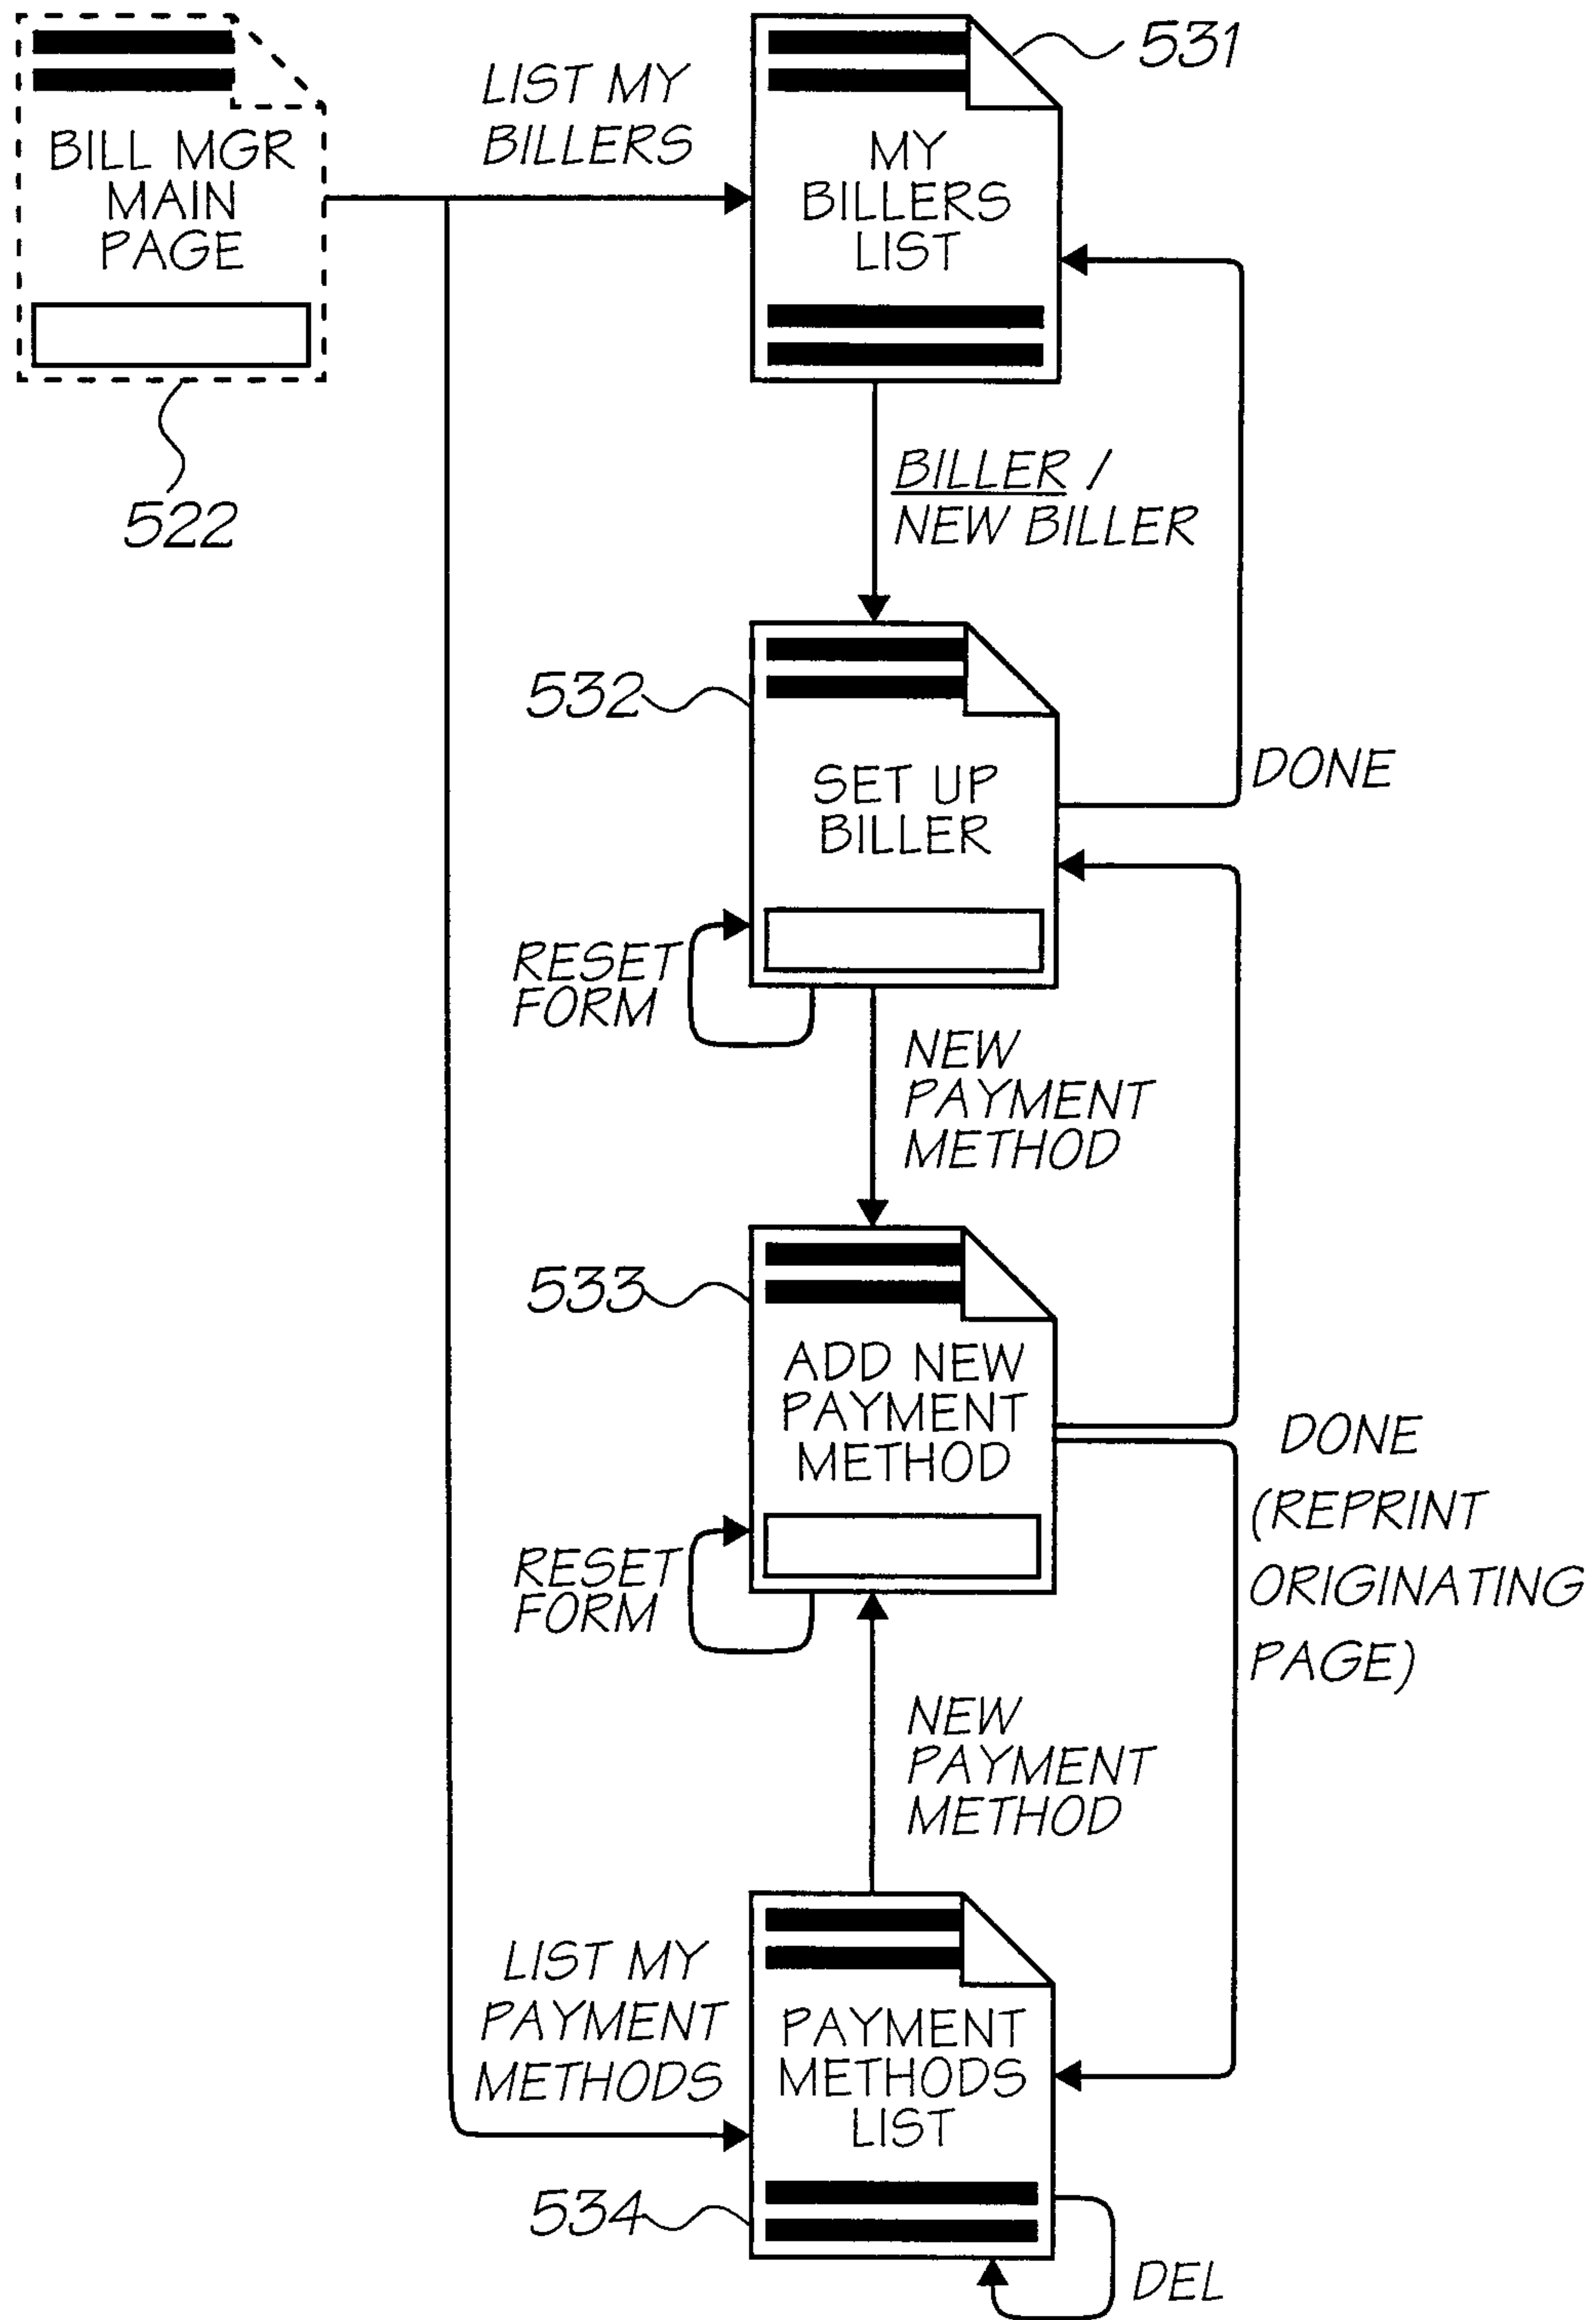 BILL MGR
MAIN
PAGE
522
LIST MY
BILLERS
531
MY
BILLERS
LIST
BILLER /
NEW BILLER
532
SET UP
BILLER
DONE
RESET
FORM
NEW
PAYMENT
METHOD
533
ADD NEW
PAYMENT
METHOD
DONE
(REPRINT
ORIGINATING
PAGE)
RESET
FORM
NEW
PAYMENT
METHOD
LIST MY
PAYMENT
METHODS
PAYMENT
METHODS
LIST
534
DEL